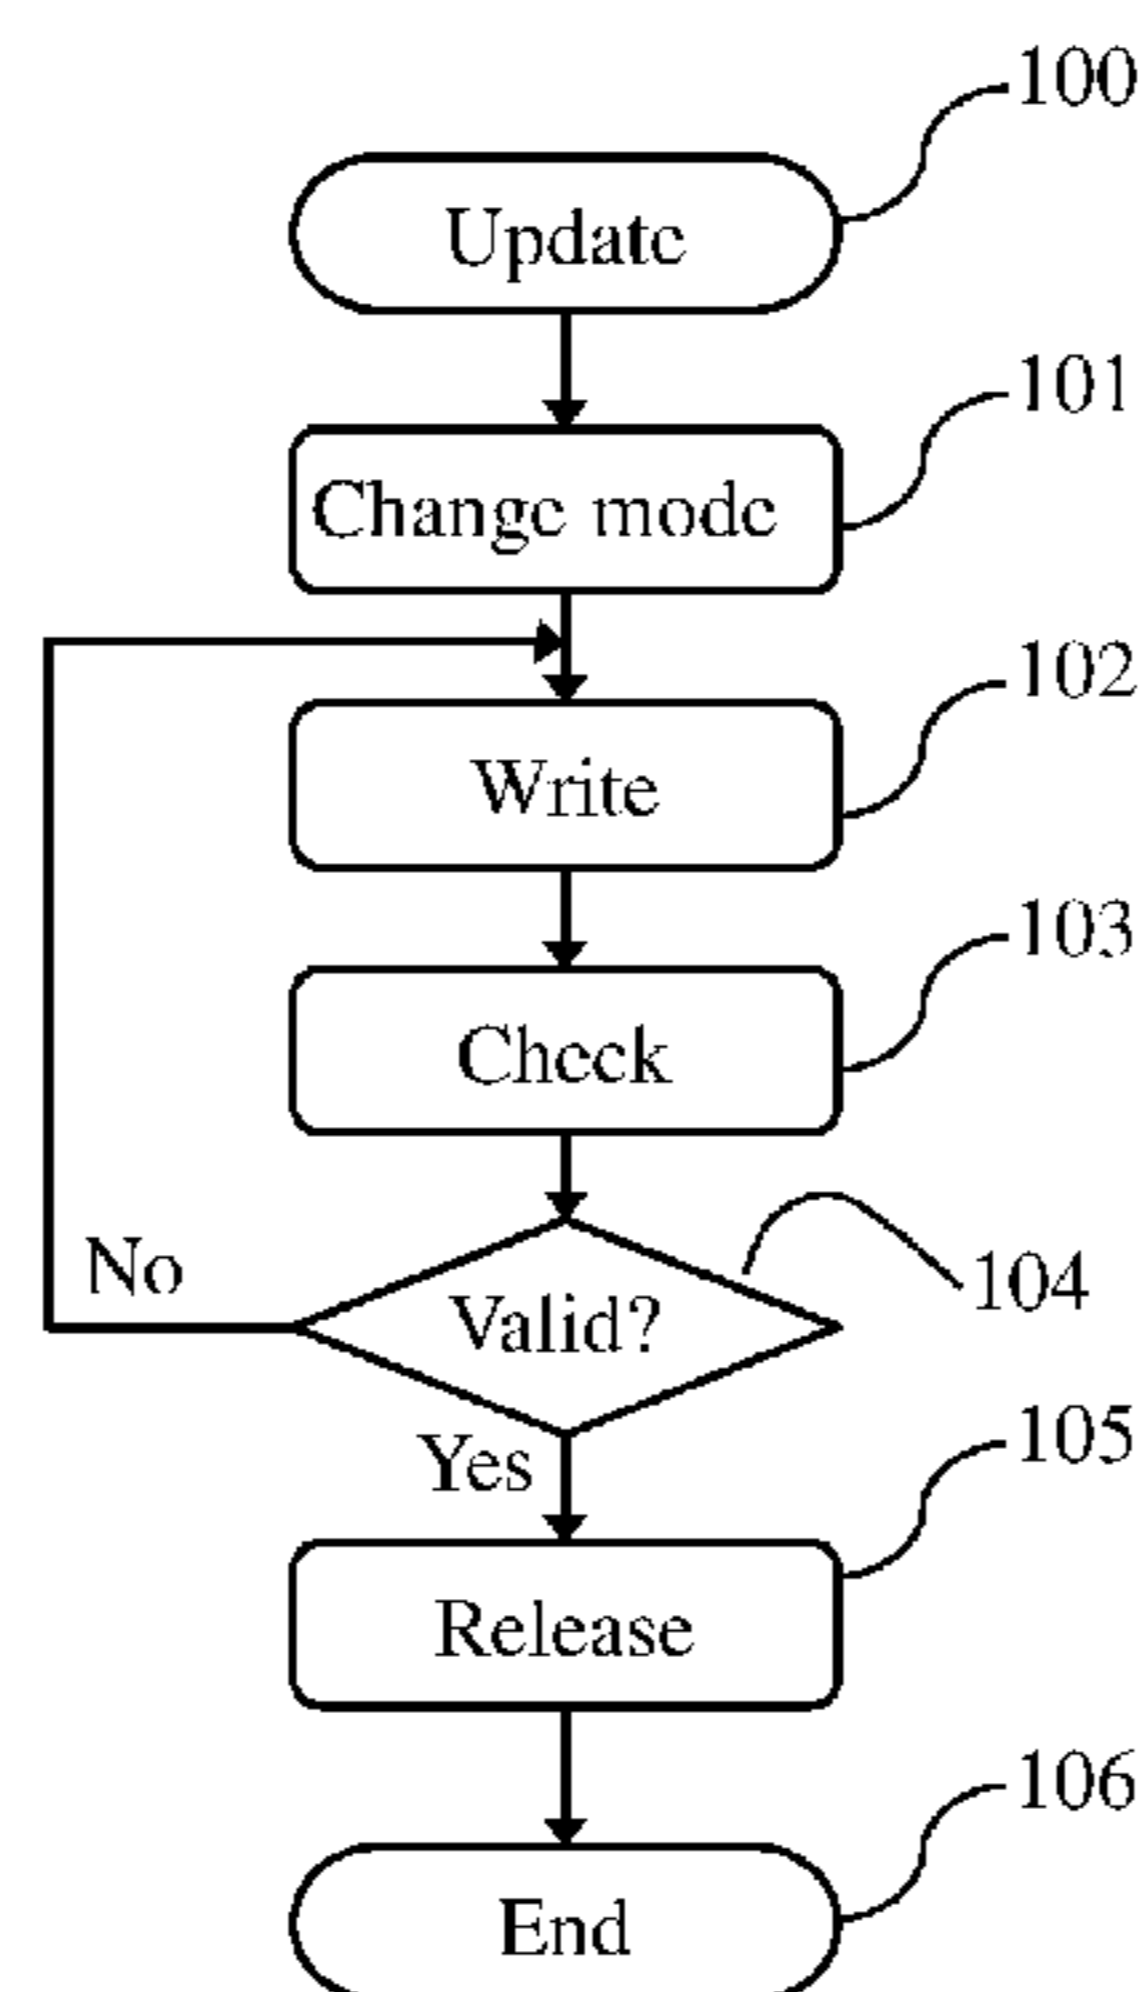 100
Update
101
Change mode
102
Write
103
Check
No
104
Valid?
Yes
105
Release
106
End